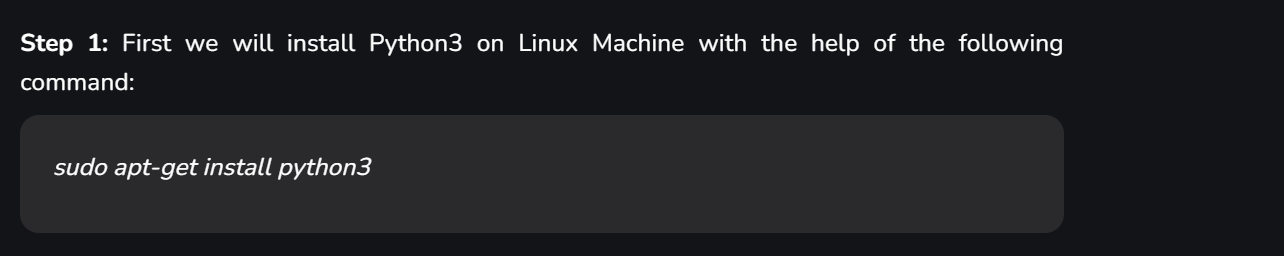 Step 1: First we will install Python3 on Linux Machine with the help of the following
command:
sudo apt-get install python3